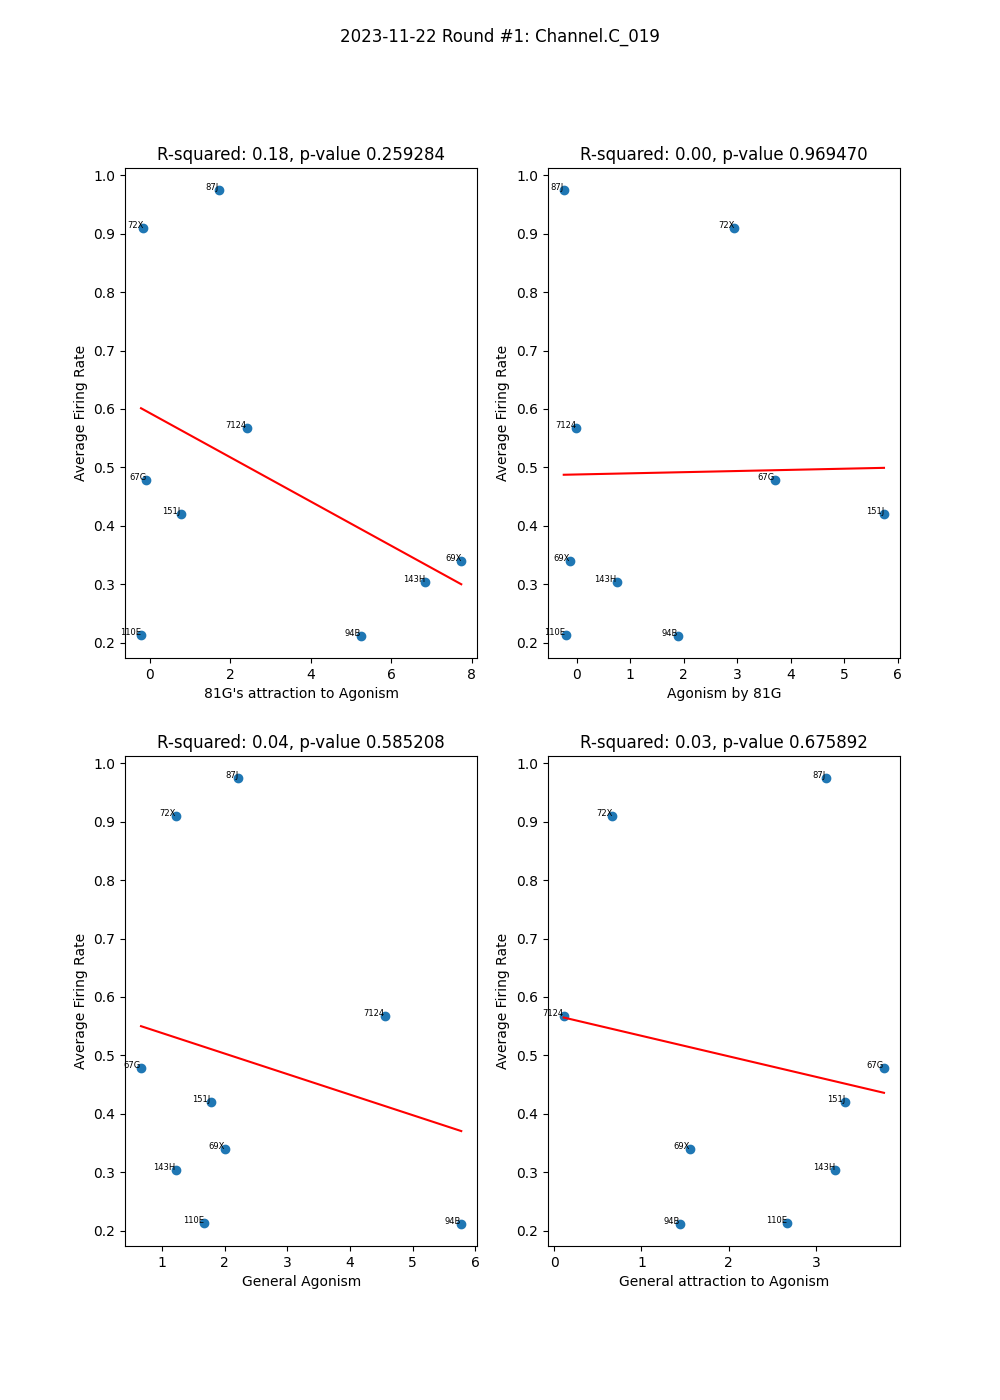 2023-11-22 Round #1: Channel.C_019
R-squared: 0.18, p-value 0.259284
1.0
0.9
0.8
0.7
0.6
0.5
0.4
0.3
0.2
Average Firing Rate
87J
72X
7124
67G
151J
69X
143H
110E
94B
0
2
4
6
8
81G's attraction to Agonism
R-squared: 0.00, p-value 0.969470
1.0
0.9
0.8
0.7
0.6
0.5
0.4
0.3
0.2
Average Firing Rate
87J
72X
7124
67G
151J
69X
143H
110E
94B
0
1
2
3
4
5
6
Agonism by 81G
R-squared: 0.04, p-value 0.585208
1.0
0.9
0.8
0.7
0.6
0.5
0.4
0.3
0.2
Average Firing Rate
87J
72X
7124
67G
151J
69X
143H
110E
94B
1
2
3
4
5
6
General Agonism
R-squared: 0.03, p-value 0.675892
1.0
0.9
0.8
0.7
0.6
0.5
0.4
0.3
0.2
Average Firing Rate
87J
72X
7124
67G
151J
69X
143H
110E
94B
0
1
2
3
General attraction to Agonism